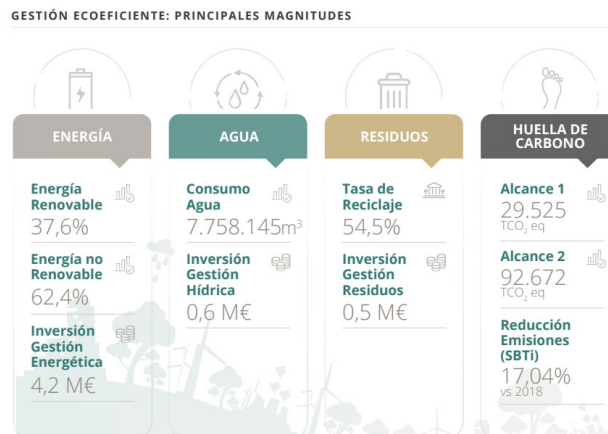 GESTIÓN ECOEFICIENTE: PRINCIPALES MAGNITUDES
ENERGÍA
Energía
Renovable
37,6%
Energía no
Renovable
62,4%
Inversión
Gestión
Energética
4,2 M€
AGUA
Consumo
Agua
7.758.145m³
Inversión
Gestión
Hídrica
0,6 M€
RESIDUOS
Tasa de
Reciclaje
54,5%
Inversión
Gestión
Residuos
0,5 M€
HUELLA DE
CARBONO
Alcance 1
29.525
TCO₂ eq
Alcance 2
92.672
TCO₂ eq
Reducción
Emisiones
(SBTi)
17,04%
vs 2018